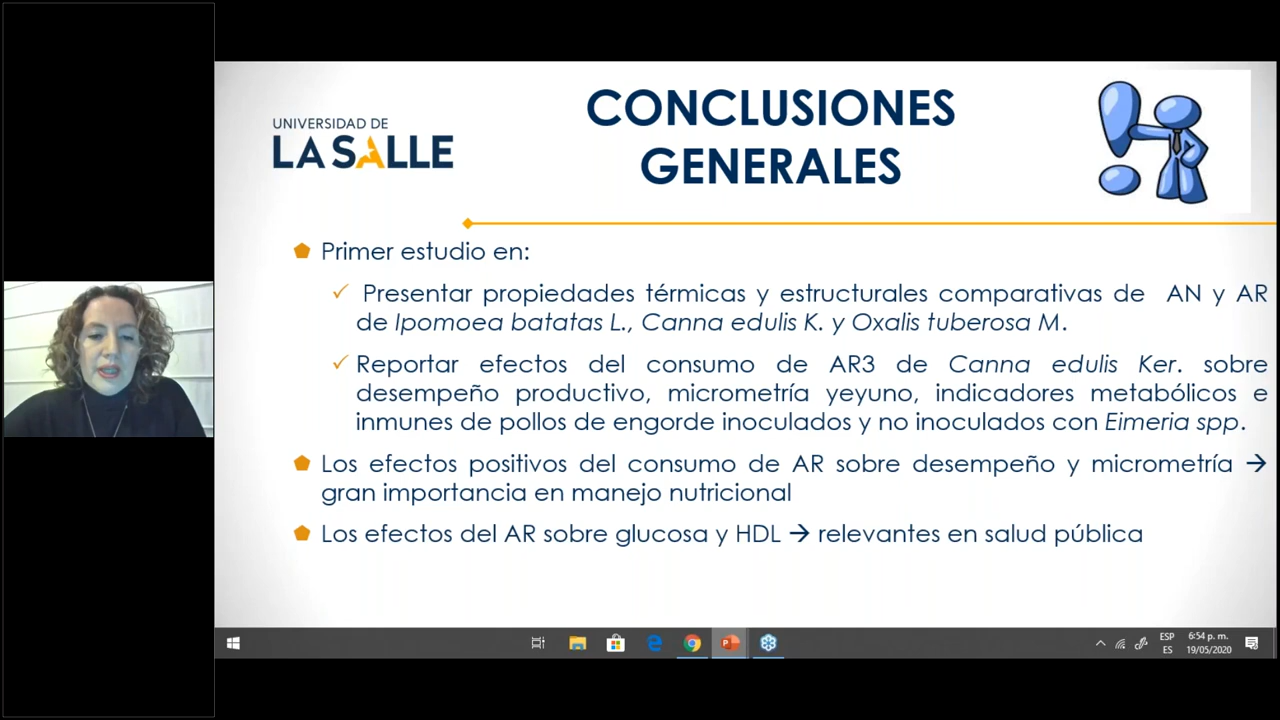 UNIVERSIDAD DE
LA SALLE
CONCLUSIONES
GENERALES
Primer estudio en:
Presentar propiedades térmicas y estructurales comparativas de AN y AR
de Ipomoea batatas L., Canna edulis K. y Oxalis tuberosa M.
Reportar efectos del consumo de AR3 de Canna edulis Ker. sobre
desempeño productivo, micrometría yeyuno, indicadores metabólicos e
inmunes de pollos de engorde inoculados y no inoculados con Eimeria spp.
Los efectos positivos del consumo de AR sobre desempeño y micrometría →
gran importancia en manejo nutricional
Los efectos del AR sobre glucosa y HDL → relevantes en salud pública
ESP
ES
6:54 p. m.
19/05/2020